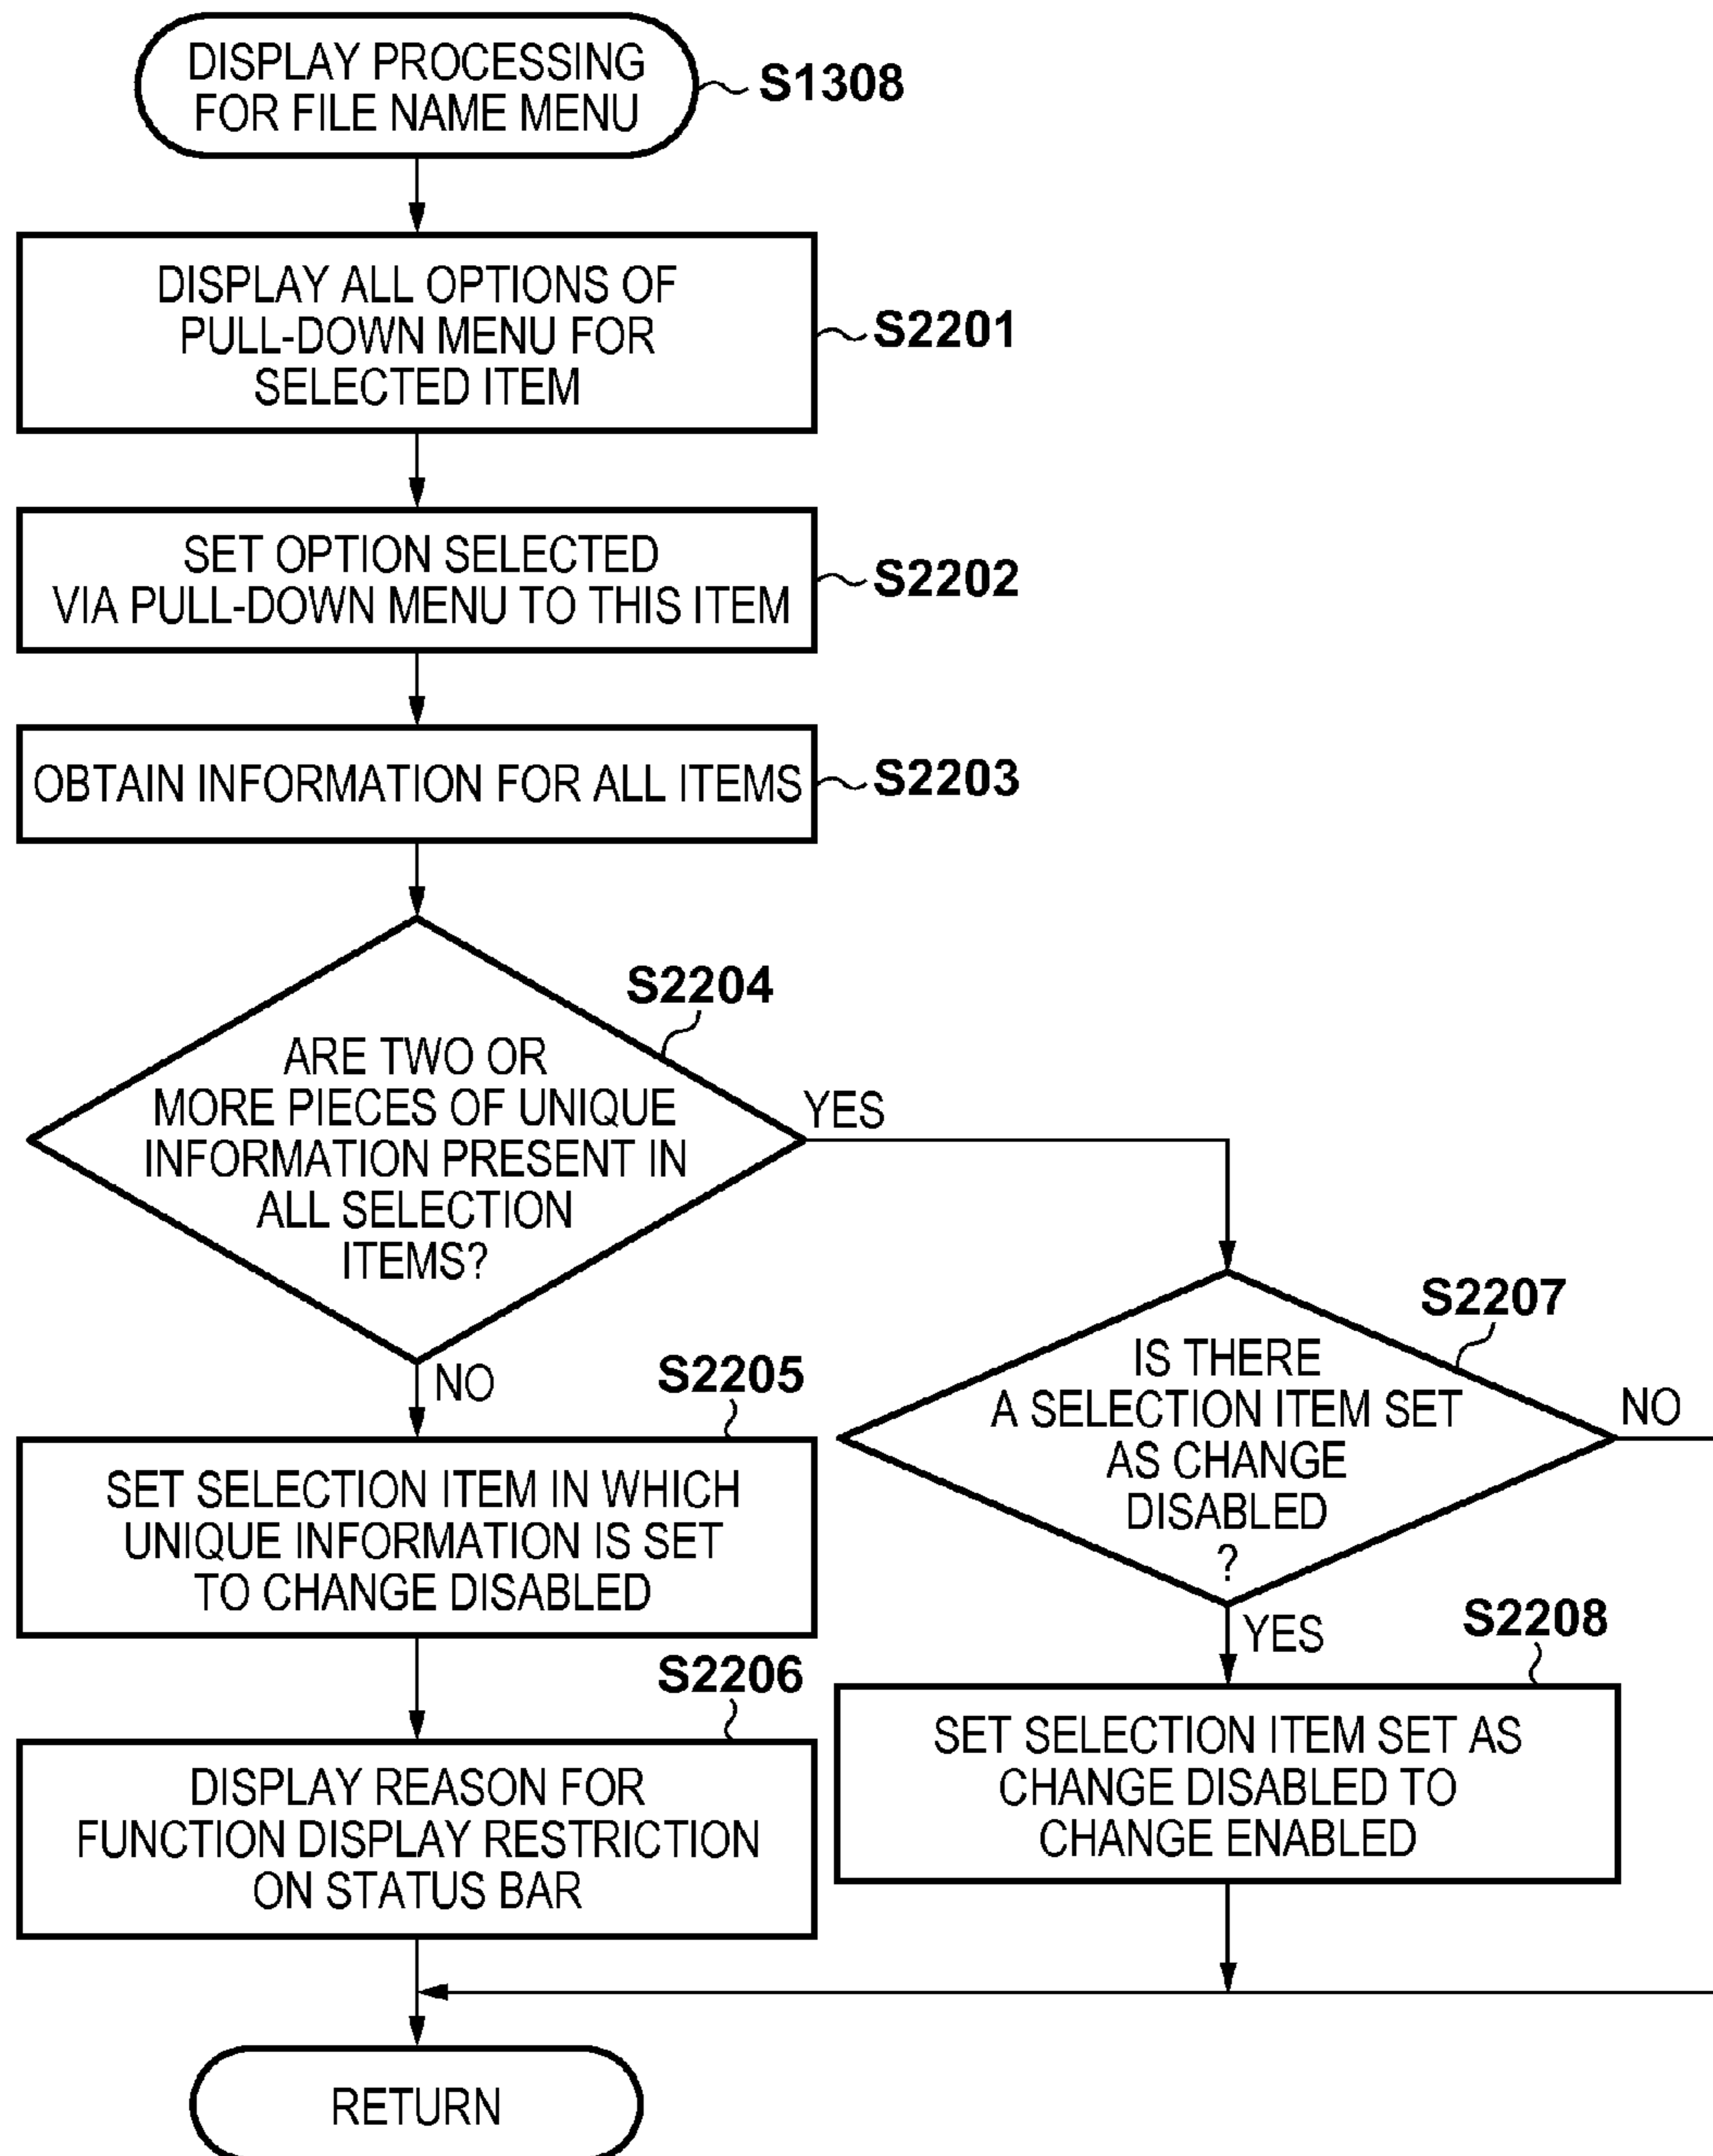 DISPLAY PROCESSING
FOR FILE NAME MENU
S1308
DISPLAY ALL OPTIONS OF
PULL-DOWN MENU FOR
SELECTED ITEM
S2201
SET OPTION SELECTED
VIA PULL-DOWN MENU TO THIS ITEM
S2202
OBTAIN INFORMATION FOR ALL ITEMS
S2203
S2204
ARE TWO OR
MORE PIECES OF UNIQUE
INFORMATION PRESENT IN
ALL SELECTION
ITEMS?
YES
NO
S2205
SET SELECTION ITEM IN WHICH
UNIQUE INFORMATION IS SET
TO CHANGE DISABLED
S2206
DISPLAY REASON FOR
FUNCTION DISPLAY RESTRICTION
ON STATUS BAR
S2207
IS THERE
A SELECTION ITEM SET
AS CHANGE
DISABLED
?
NO
YES
S2208
SET SELECTION ITEM SET AS
CHANGE DISABLED TO
CHANGE ENABLED
RETURN